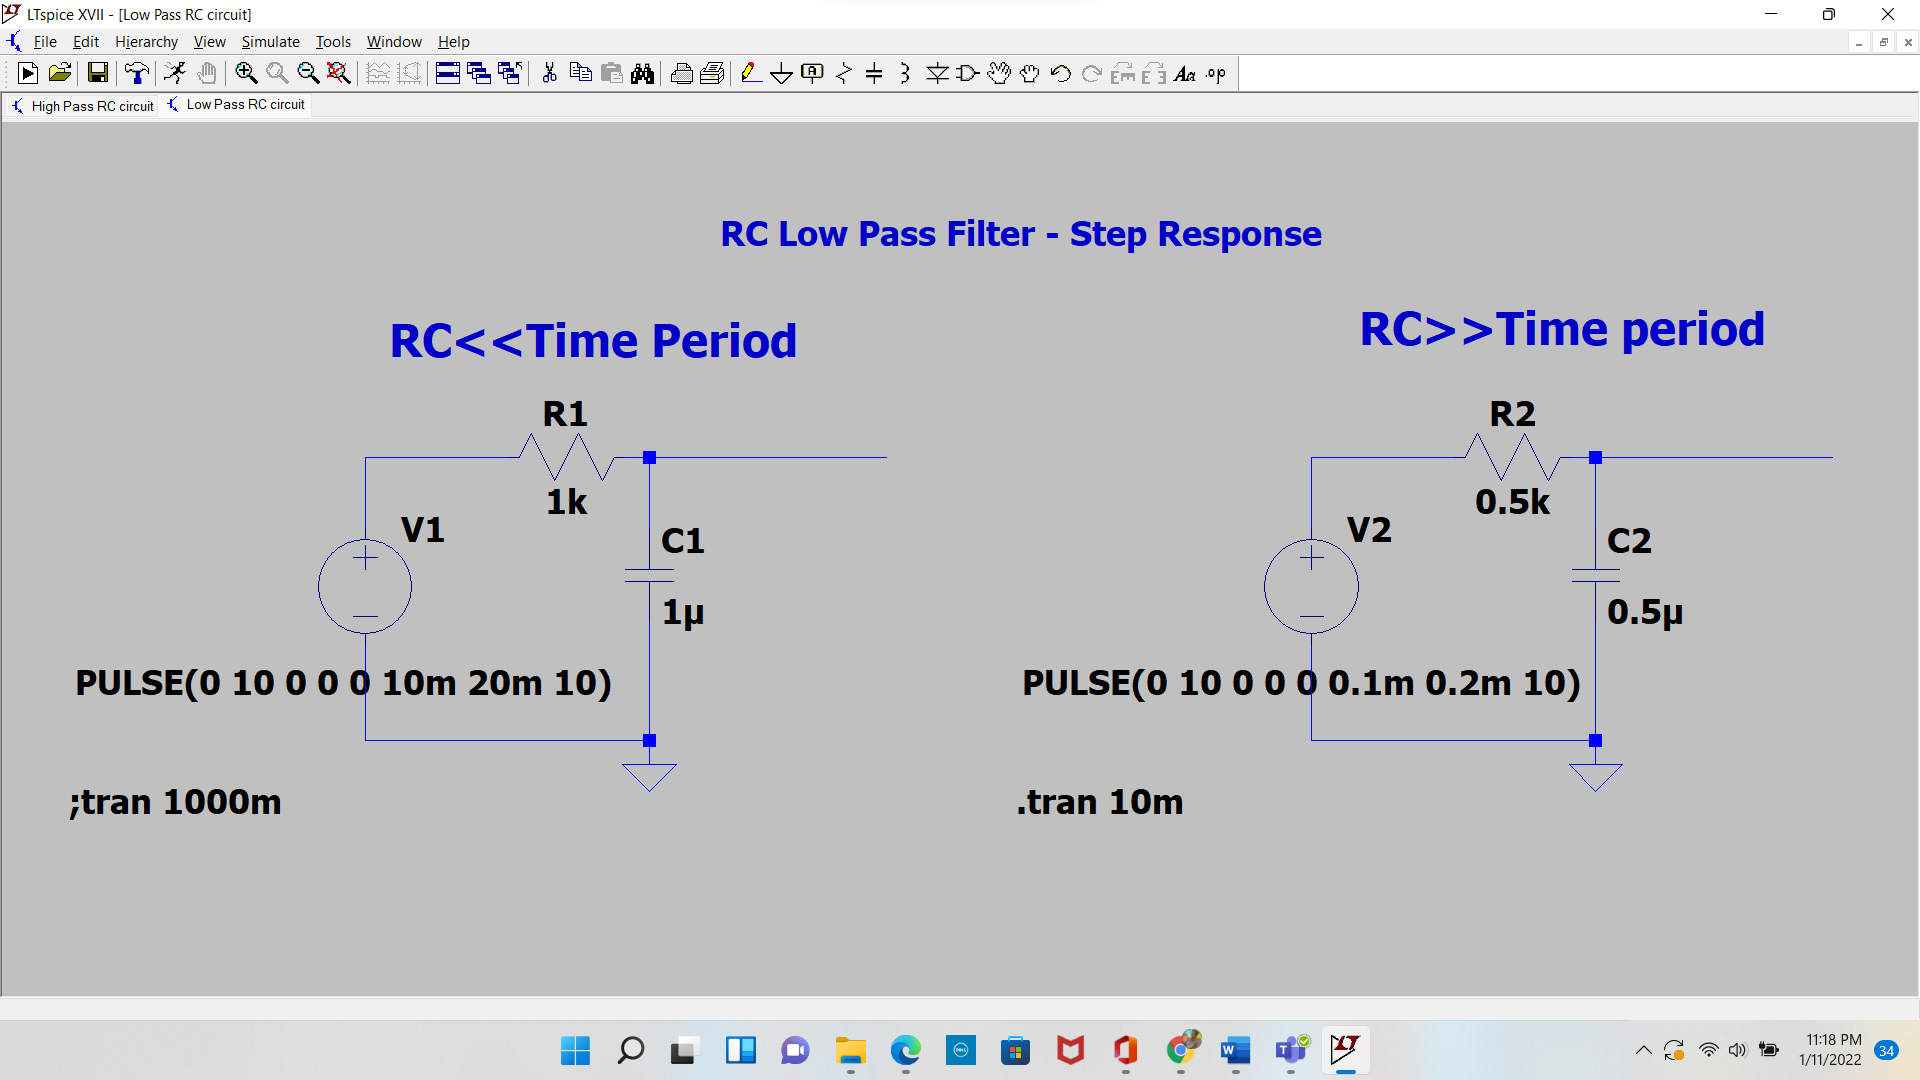 LTspice XVII - [Low Pass RC circuit]
File Edit Hierarchy View Simulate Tools Window Help
Aa .op
High Pass RC circuit Low Pass RC circuit
RC Low Pass Filter - Step Response
RC<<Time Period
RC>>Time period
R1
1k
V1
C1
1µ
PULSE(0 10 0 0 0 10m 20m 10)
;tran 1000m
R2
0.5k
V2
C2
0.5µ
PULSE(0 10 0 0 0 0.1m 0.2m 10)
.tran 10m
11:18 PM
1/11/2022
34